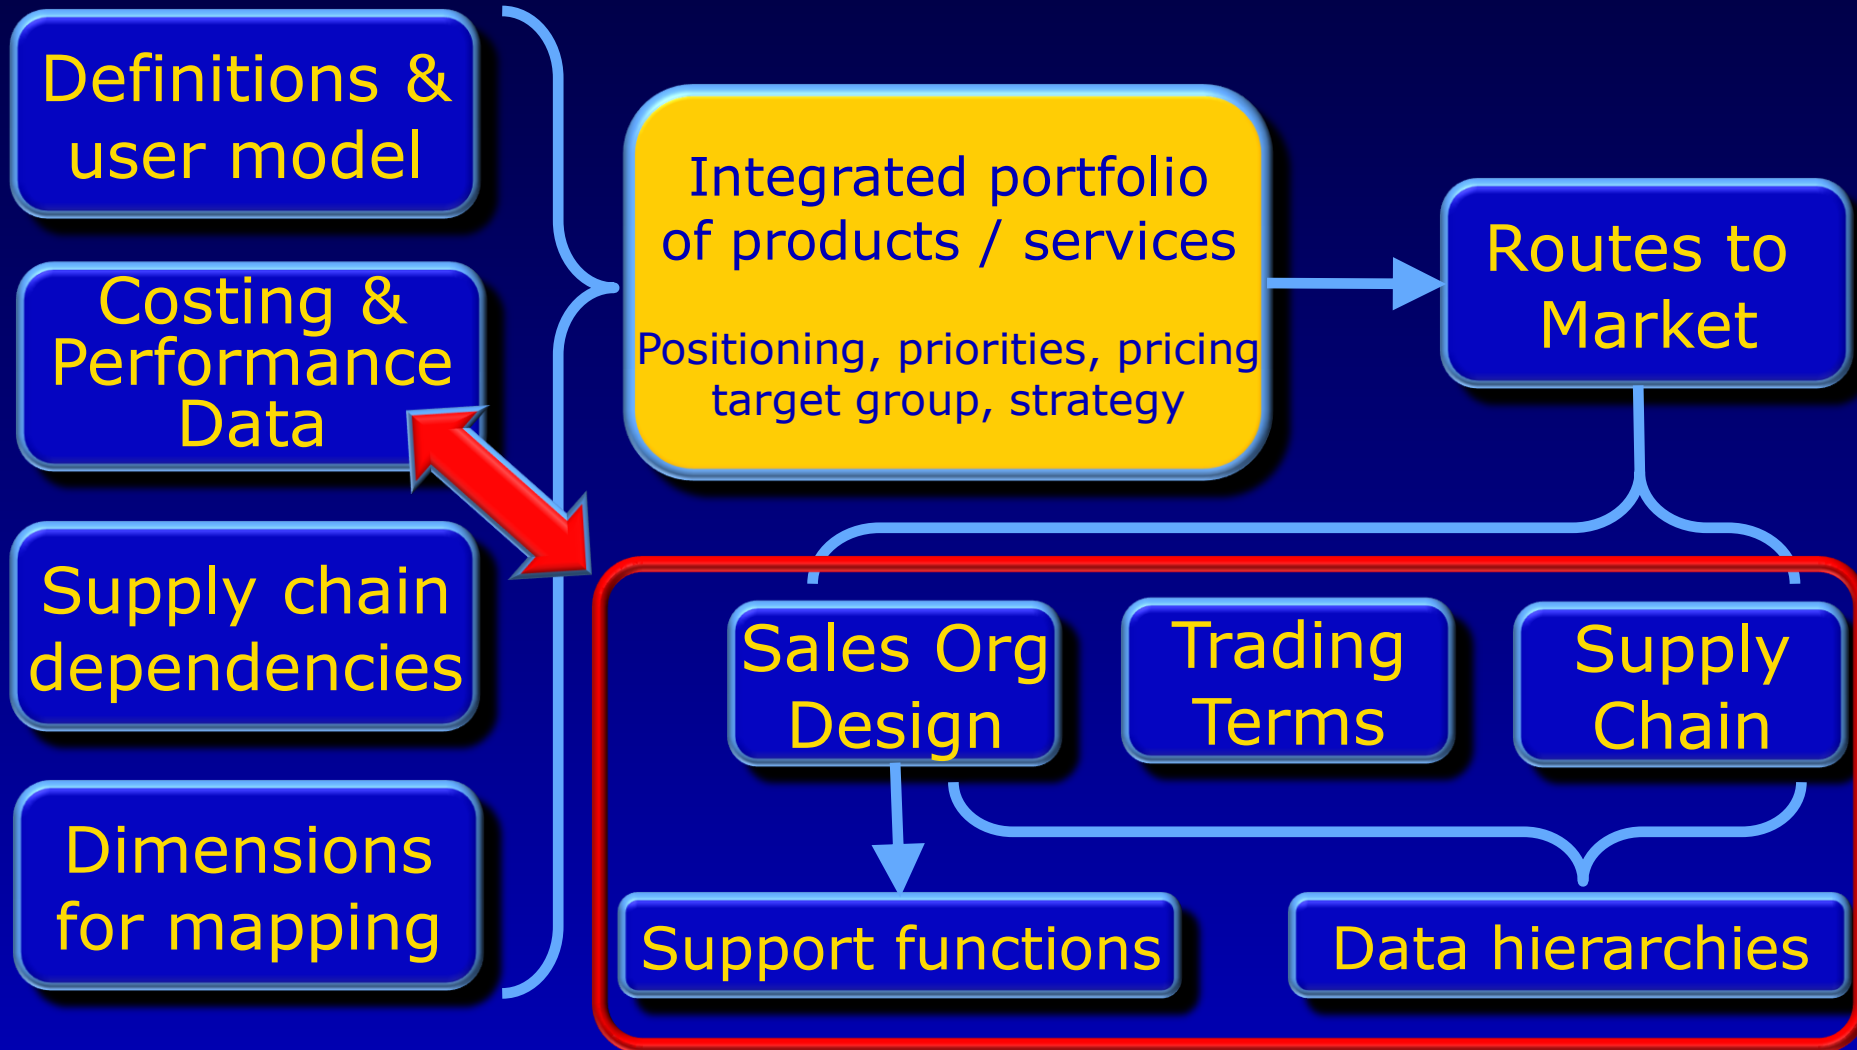 Definitions &
user model
Costing &
Performance
Data
Supply chain
dependencies
Dimensions
for mapping
Integrated portfolio
of products / services
Positioning, priorities, pricing
target group, strategy
Routes to
Market
Sales Org
Design
Trading
Terms
Supply
Chain
Support functions
Data hierarchies